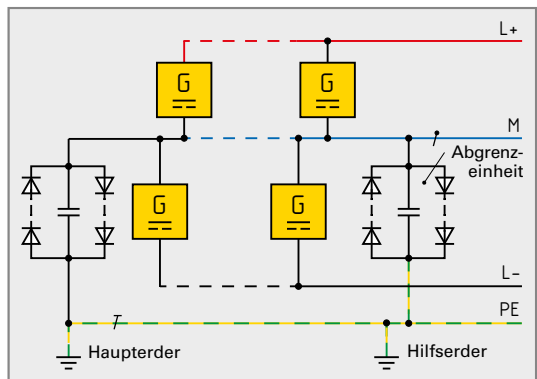 L+
G
G
M
Abgrenz-
einheit
G
G
L–
PE
Haupterder
Hilfserder